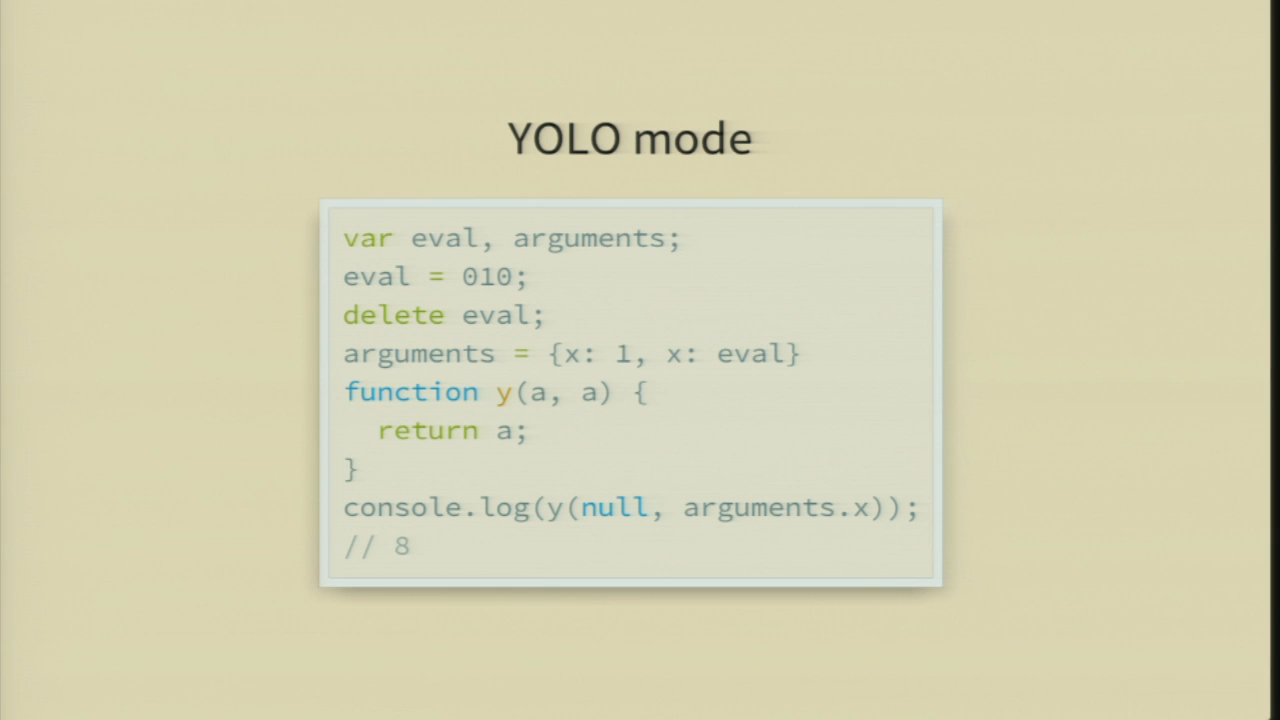 YOLO mode
var eval, arguments;
eval = 010;
delete eval;
arguments = {x: 1, x: eval}
function y(a, a) {
  return a;
}
console.log(y(null, arguments.x));
// 8